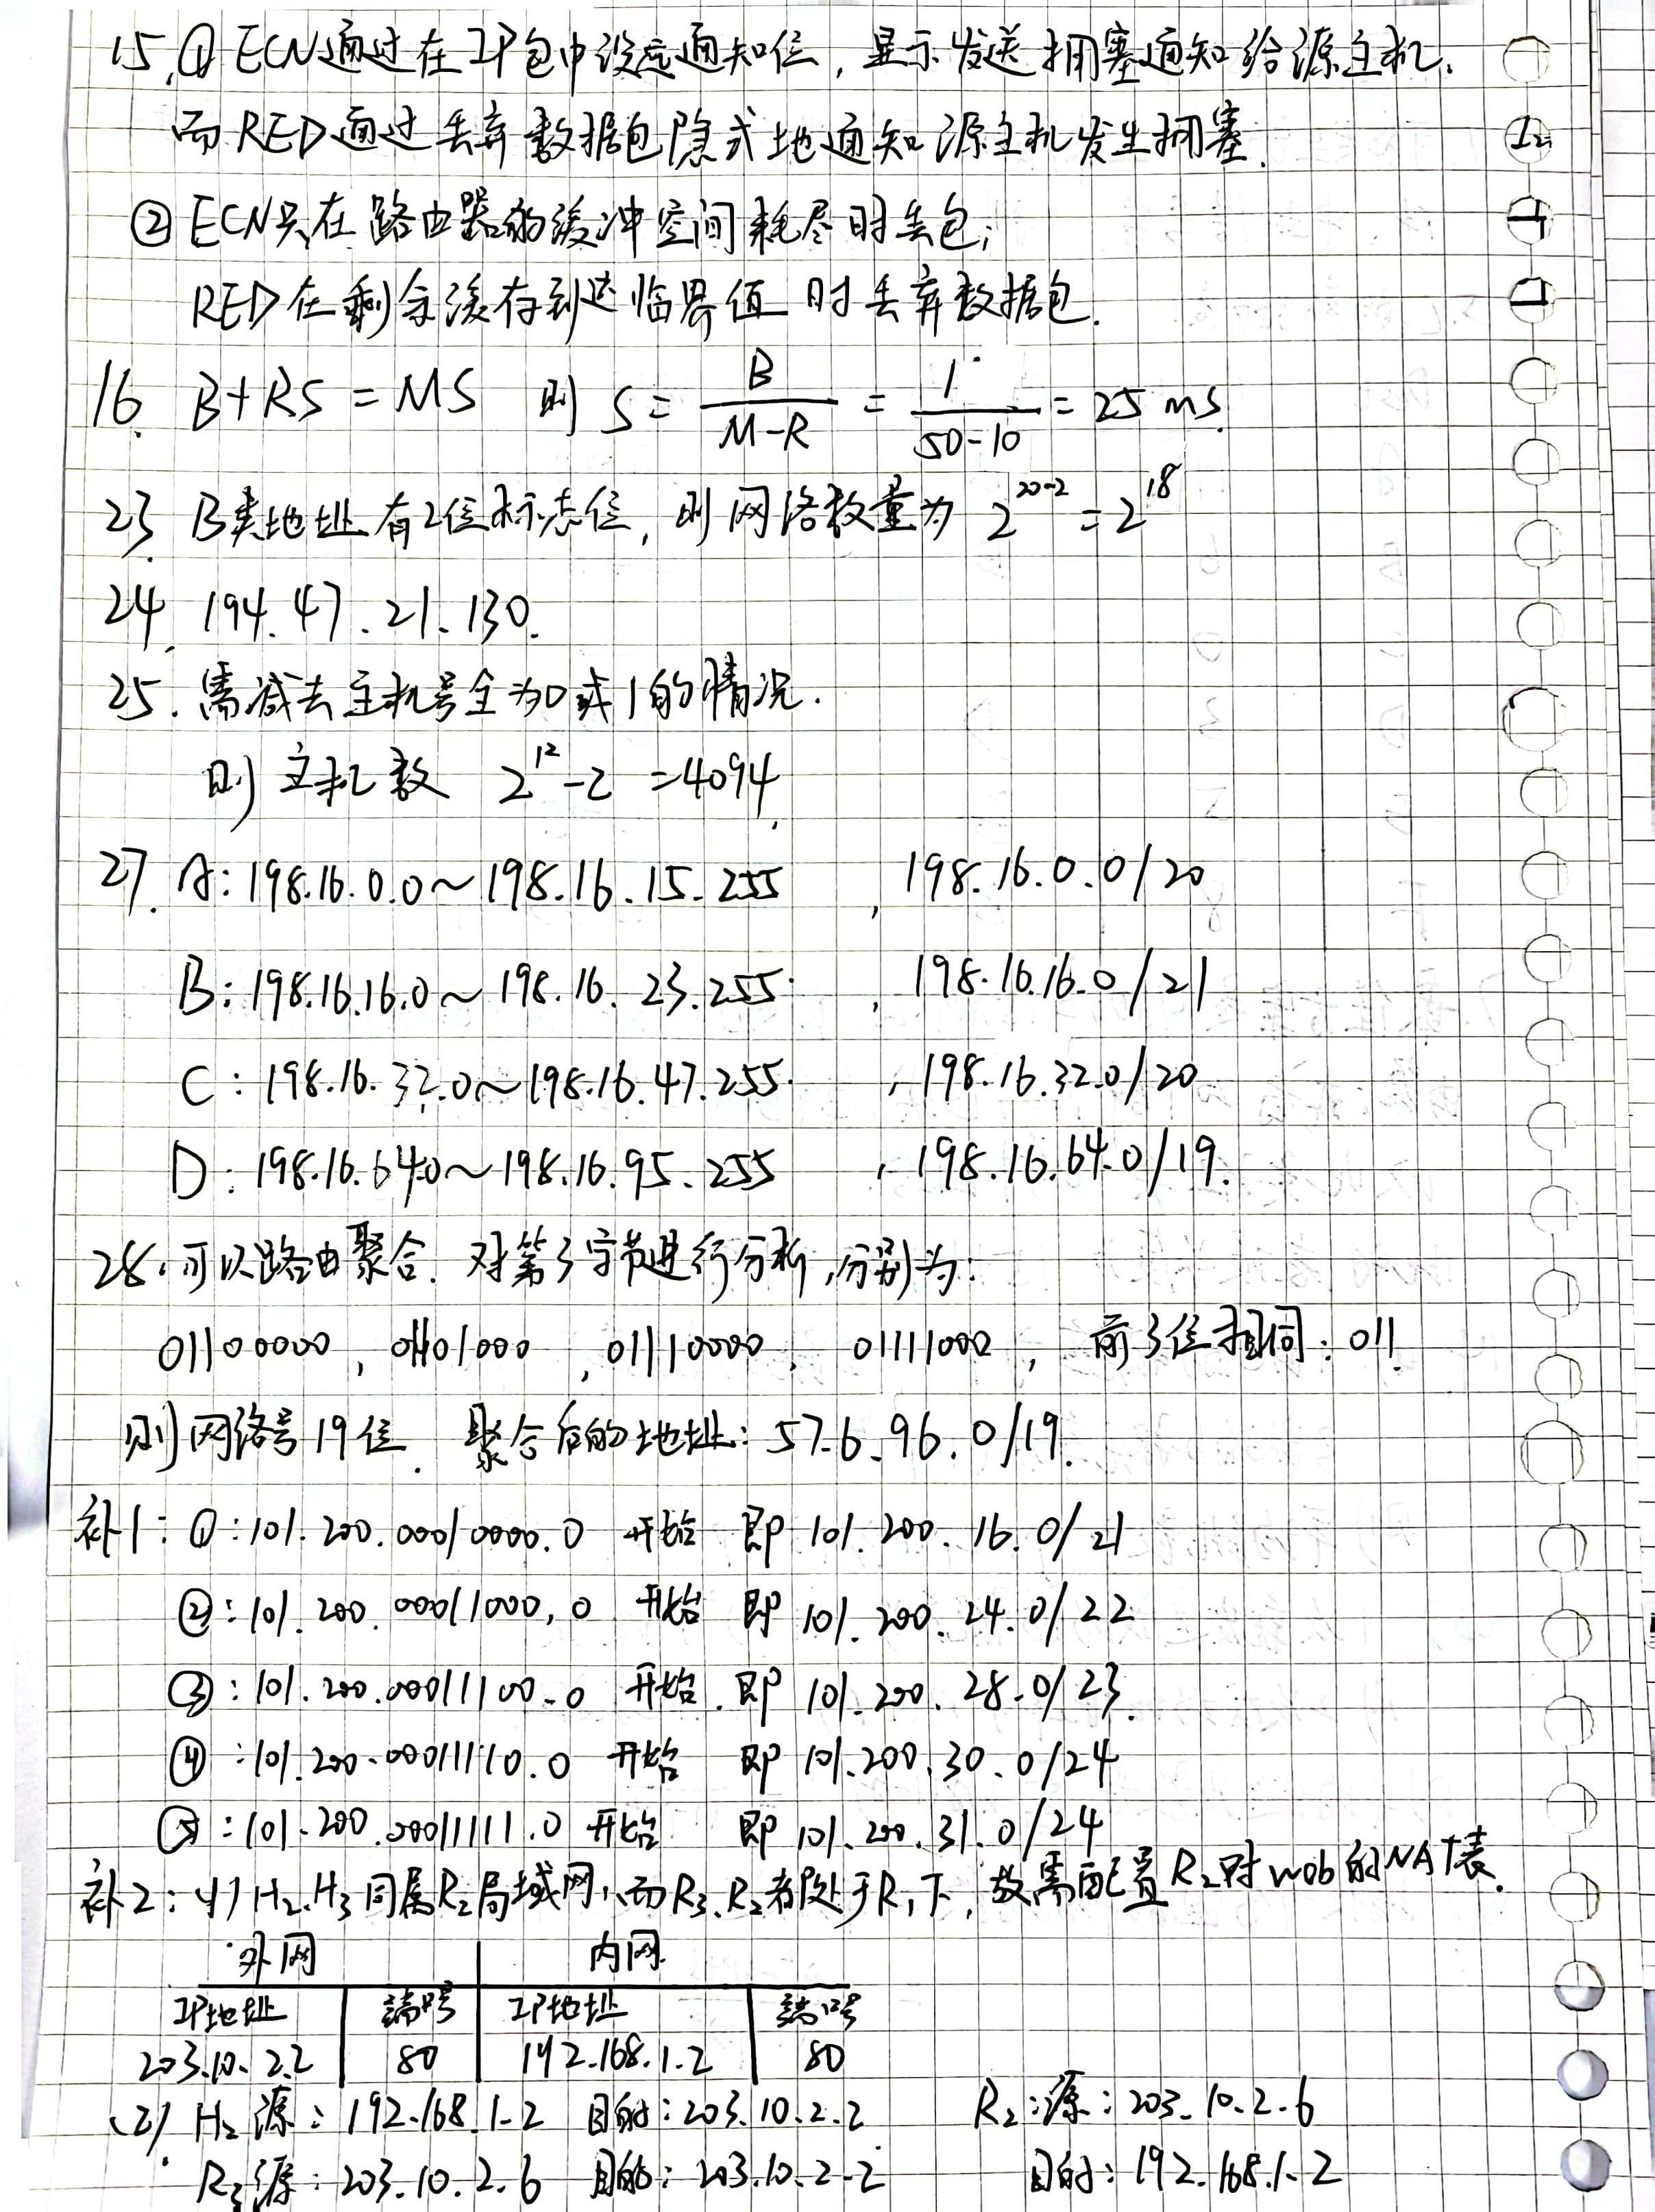 15. ① ECN通过在IP包中设定通知位, 显示发送拥塞通知给源主机.
而RED通过丢弃数据包隐式地通知源主机发生拥塞.
② ECN只在路由器的缓冲空间耗尽时丢包;
RED在剩余缓存到达临界值时丢弃数据包.
16. B+RS = MS 则 S = B/(M-R) = 1/(50-10) = 25 ms.
23. B类地址有2位标志位, 则网络数量为 2^(20-2) = 2^18
24. 194.47.21.130.
25. 需减去主机号全为0或1的情况.
则主机数 2^12 -2 =4094.
27. A: 198.16.0.0~198.16.15.255 , 198.16.0.0/20
B: 198.16.16.0~198.16.23.255 , 198.16.16.0/21
C: 198.16.32.0~198.16.47.255 , 198.16.32.0/20
D: 198.16.64.0~198.16.95.255 , 198.16.64.0/19.
28. 可以路由聚合. 对第3字节进行分析, 分别为:
01100000, 01101000, 01110000, 01111000, 前3位相同: 011.
则网络号19位. 聚合后的地址: 57.6.96.0/19.
补1: ①: 101.200.00010000.0 开始 即 101.200.16.0/21
②: 101.200.00011000.0 开始 即 101.200.24.0/22
③: 101.200.00011100.0 开始. 即 101.200.28.0/23.
④: 101.200.00011110.0 开始 即 101.200.30.0/24
⑤: 101.200.00011111.0 开始 即 101.200.31.0/24
补2: (1) H2.H3同属R2局域网, 而R3.R2都处于R1下, 故需配置R2对web的NAT表.
外网 内网
IP地址 端口号 IP地址 端口号
203.10.2.2 80 192.168.1.2 80
(2) H2 源: 192.168.1.2 目的: 203.10.2.2 R2: 源: 203.10.2.6
R3源: 203.10.2.6 目的: 203.10.2.2 目的: 192.168.1.2